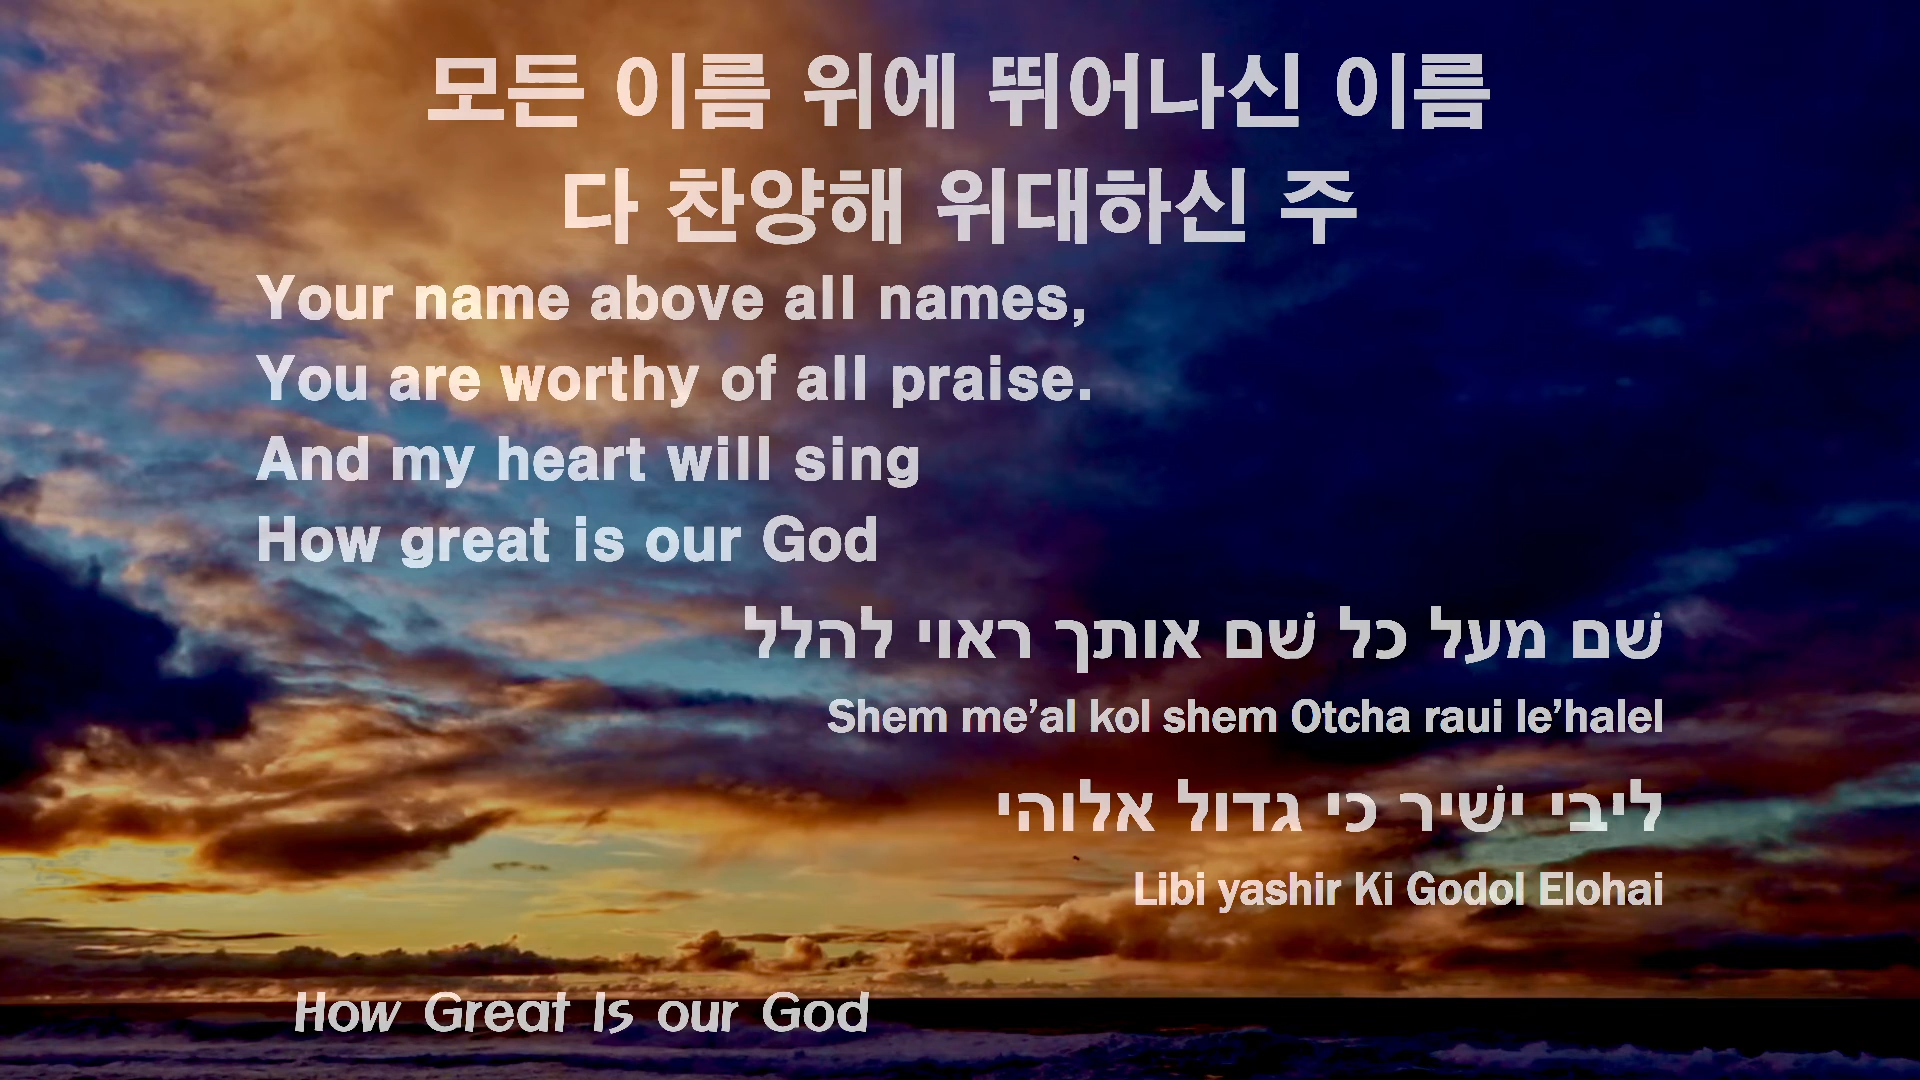 모든 이름 위에 뛰어나신 이름
다 찬양해 위대하신 주
Your name above all names,
You are worthy of all praise.
And my heart will sing
How great is our God
שׁם מעל כל שׁם אותך ראוי להלל
Shem me’al kol shem Otcha raui le’halel
ליבי ישׁיר כי גדול אלוהי
Libi yashir Ki Godol Elohai
How Great Is our God